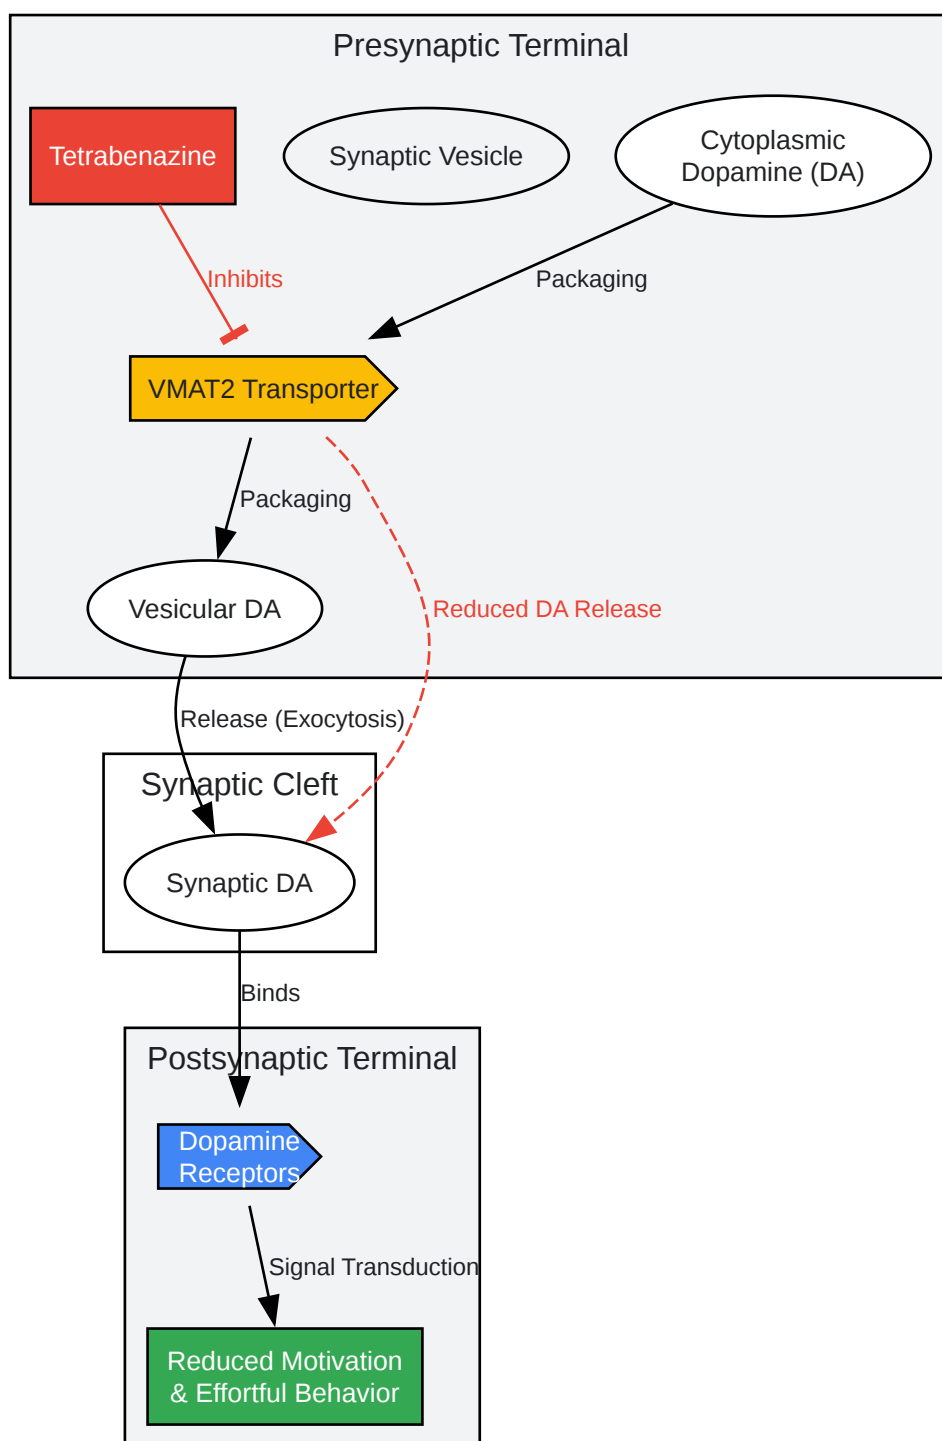 Presynaptic Terminal
Tetrabenazine
Synaptic Vesicle
Cytoplasmic
Dopamine (DA)
Inhibits
Packaging
VMAT2 Transporter
Packaging
Vesicular DA
Reduced DA Release
Release (Exocytosis)
Synaptic Cleft
Synaptic DA
Binds
Postsynaptic Terminal
Dopamine
Receptors
Signal Transduction
Reduced Motivation
& Effortful Behavior